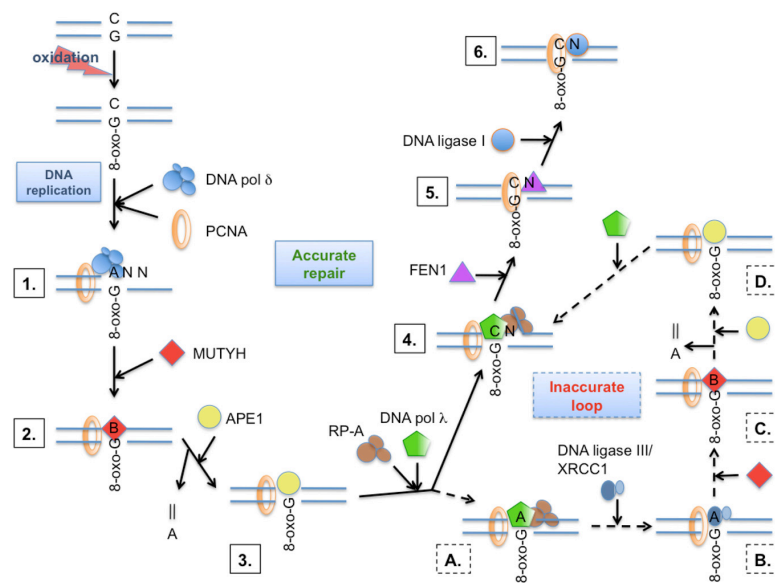 C
G
oxidation
C
8-oxo-G
DNA
replication
DNA pol δ
PCNA
1.
A N N
8-oxo-G
MUTYH
2.
B
8-oxo-G
APE1
||
A
3.
8-oxo-G
Accurate
repair
RP-A
DNA pol λ
4.
C N
8-oxo-G
FEN1
5.
C N
8-oxo-G
DNA ligase I
6.
C N
8-oxo-G
Inaccurate
loop
A.
A
8-oxo-G
DNA ligase III/
XRCC1
B.
A
8-oxo-G
C.
B
8-oxo-G
||
A
D.
8-oxo-G